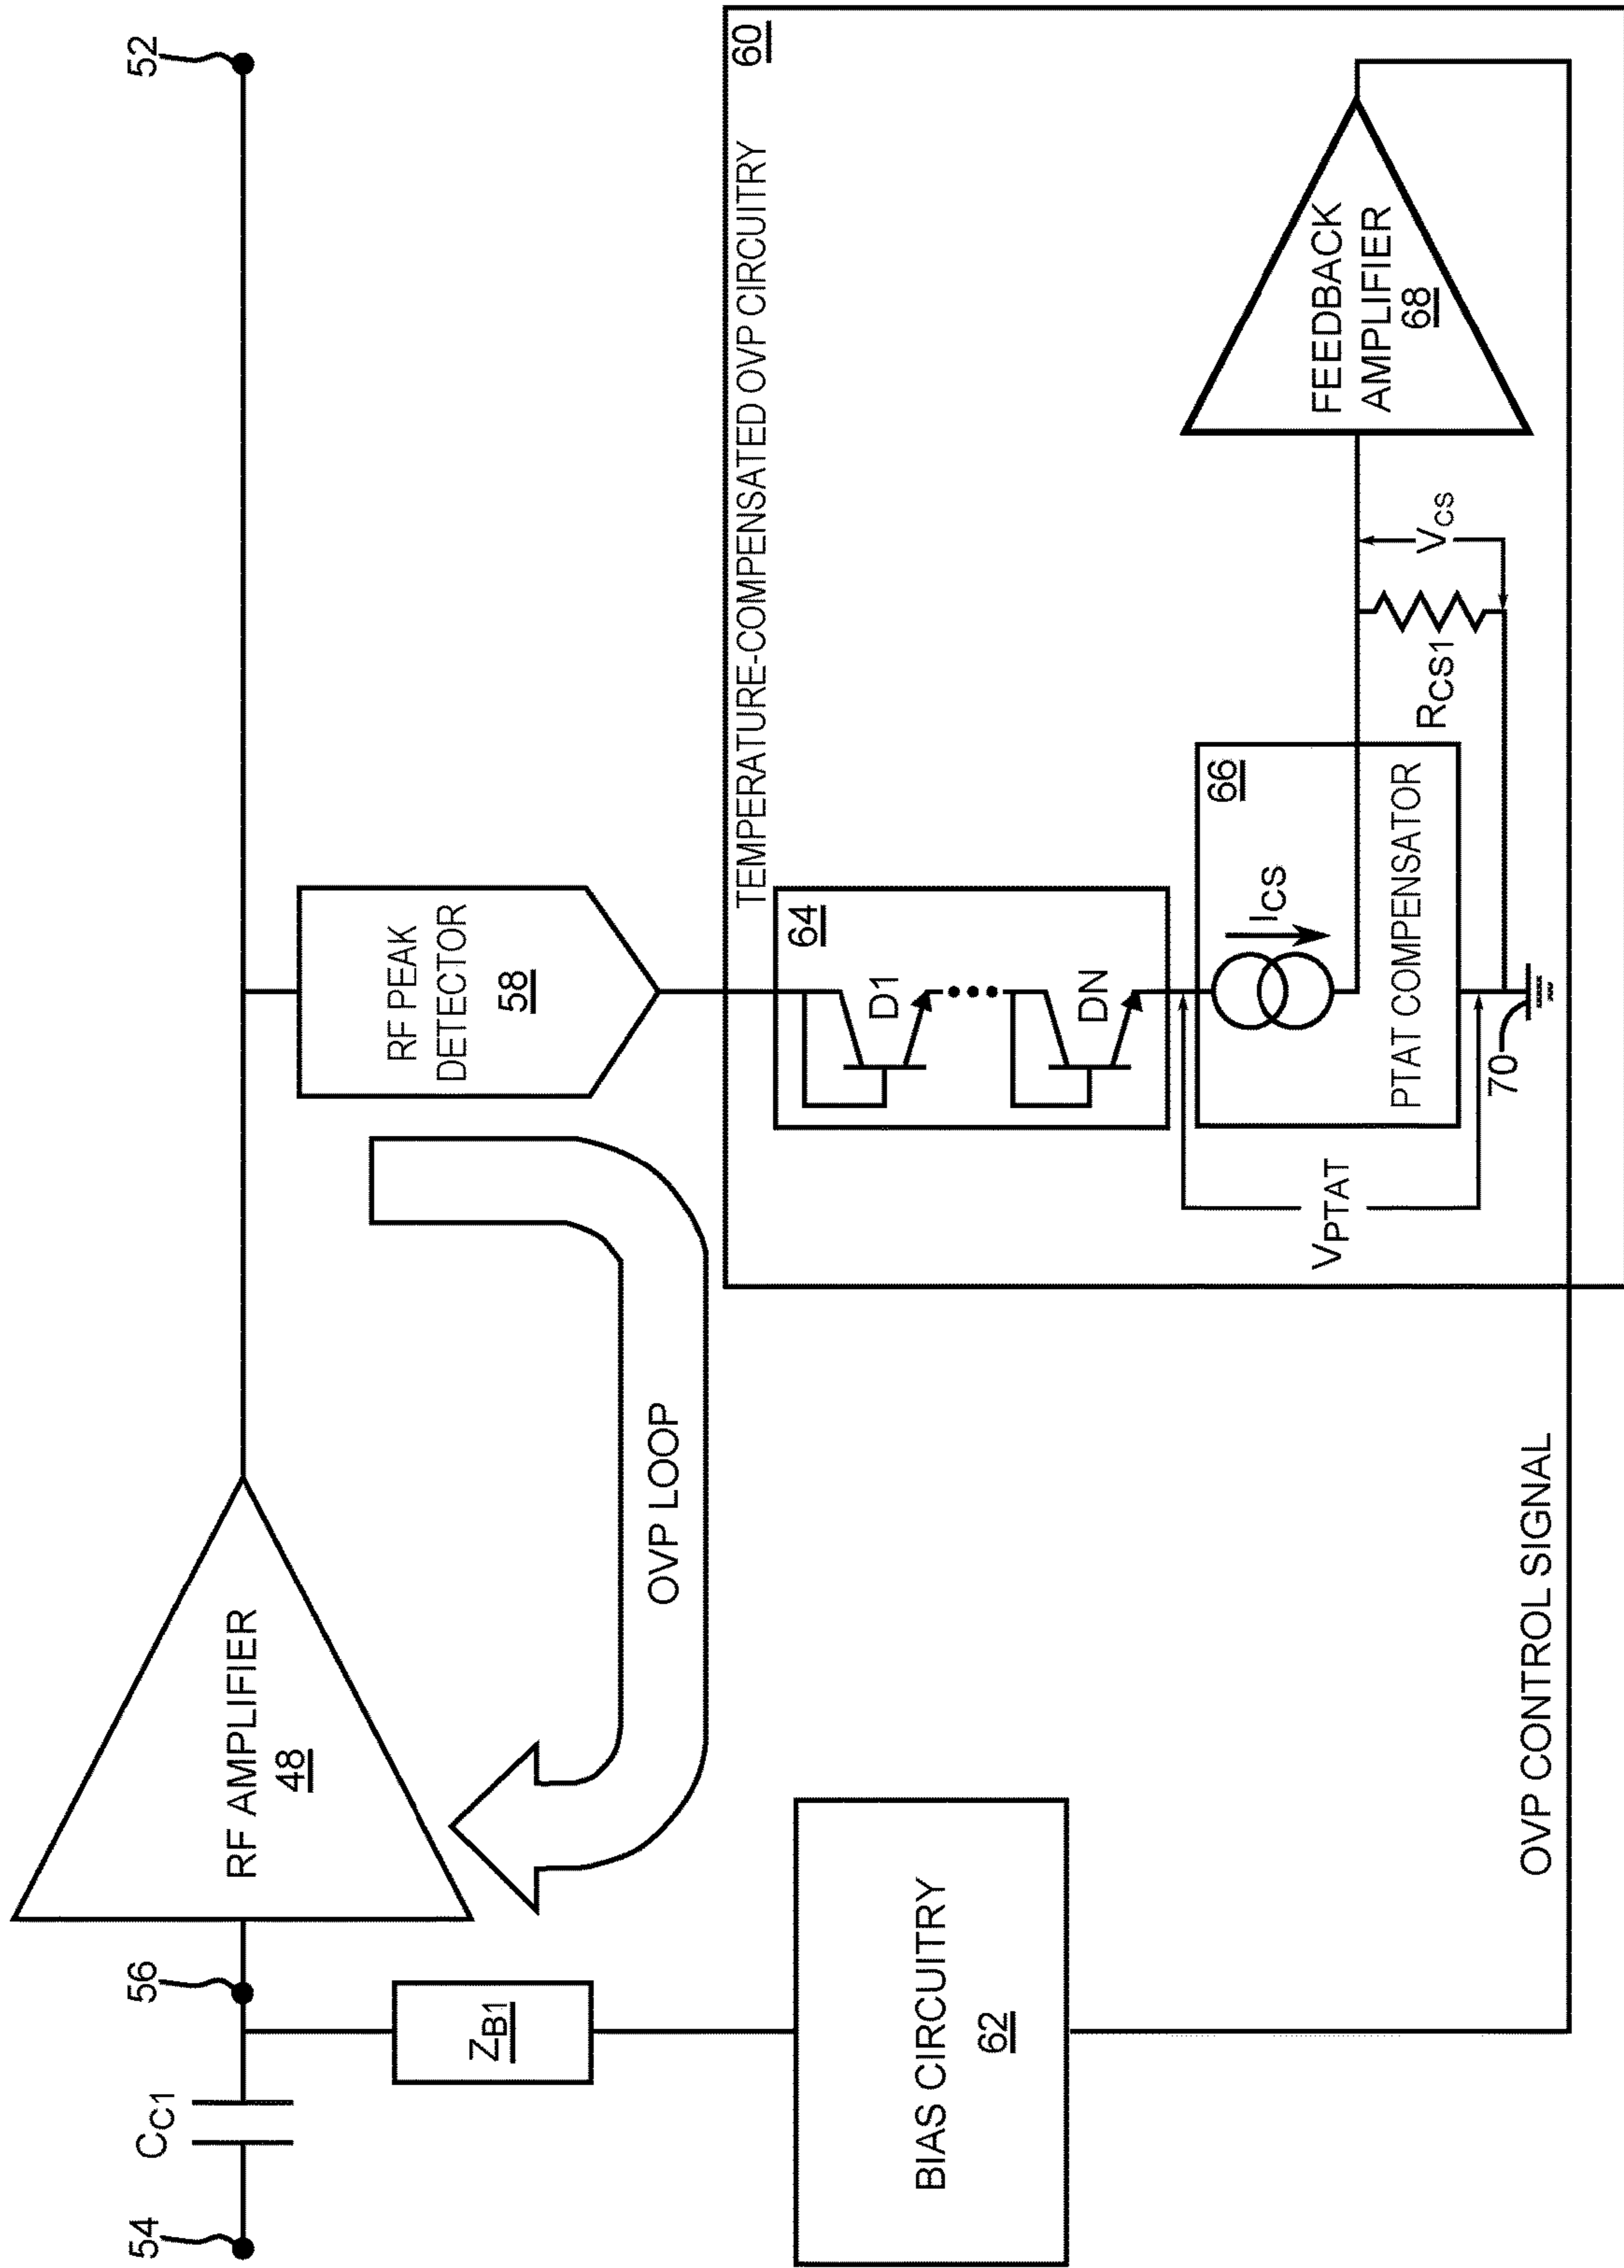 54
CC1
56
RF AMPLIFIER
48
52
ZB1
BIAS CIRCUITRY
62
OVP LOOP
RF PEAK
DETECTOR
58
60
TEMPERATURE-COMPENSATED OVP CIRCUITRY
64
D1
DN
66
ICS
PTAT COMPENSATOR
VPTAT
70
RCS1
VCS
FEEDBACK
AMPLIFIER
68
OVP CONTROL SIGNAL